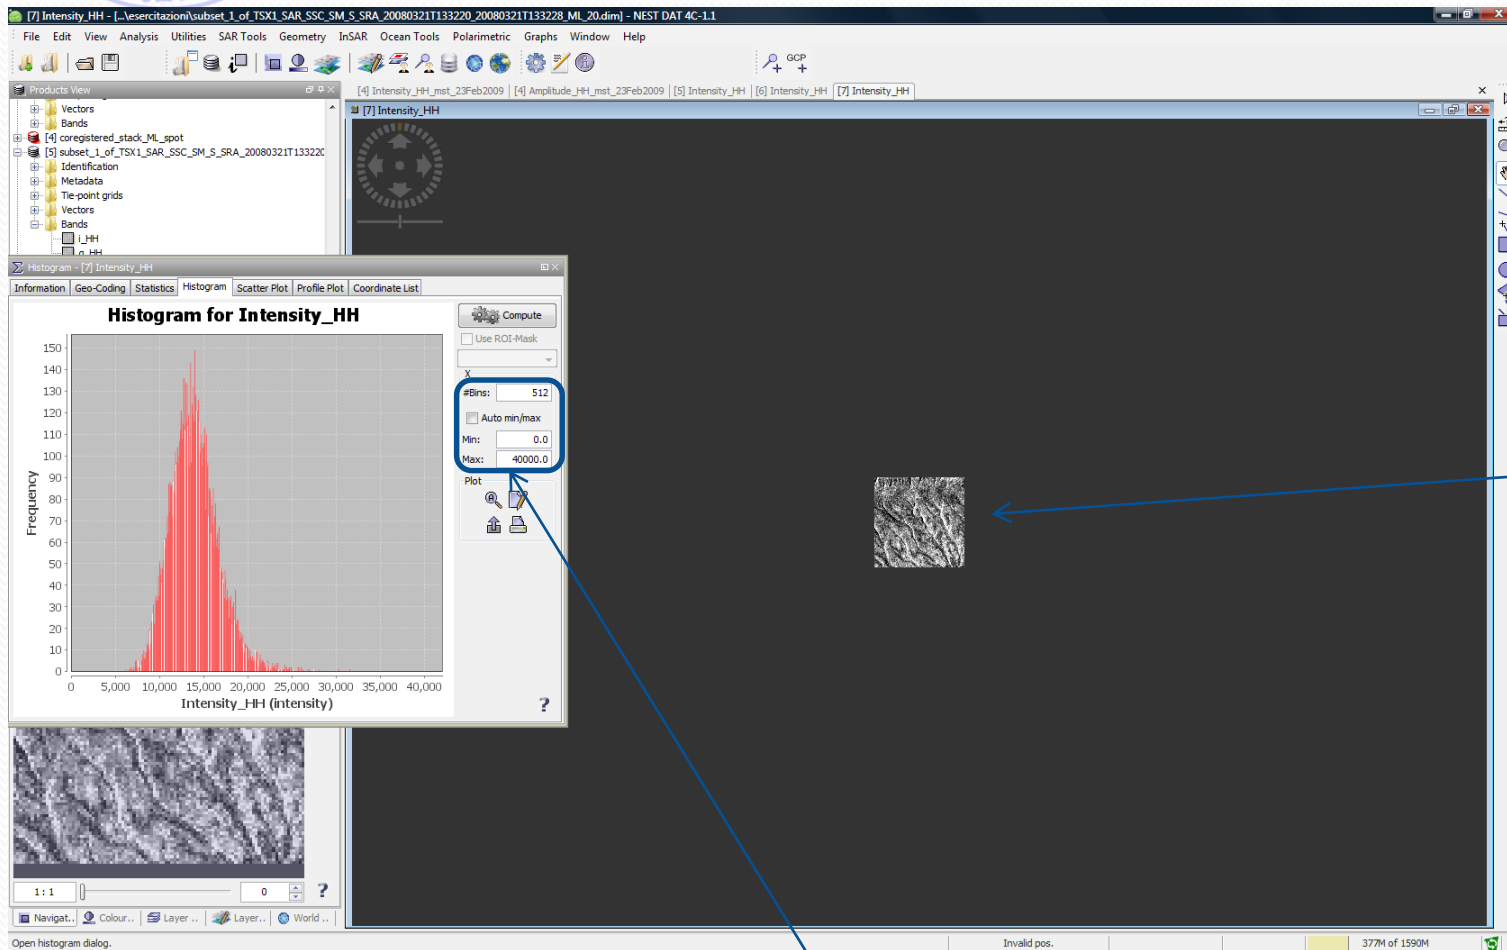 [7] Intensity_HH - [...\esercitazioni\subset_1_of_TSX1_SAR_SSC_SM_S_SRA_20080321T133220_20080321T133228_ML_20.dim] - NEST DAT 4C-1.1
File Edit View Analysis Utilities SAR Tools Geometry InSAR Ocean Tools Polarimetric Graphs Window Help
GCP
Products View
[4] Intensity_HH_mst_23Feb2009 [4] Amplitude_HH_mst_23Feb2009 [5] Intensity_HH [6] Intensity_HH [7] Intensity_HH
[7] Intensity_HH
Vectors
Bands
[4] coregistered_stack_ML_spot
[5] subset_1_of_TSX1_SAR_SSC_SM_S_SRA_20080321T133220
Identification
Metadata
Tie-point grids
Vectors
Bands
i_HH
q_HH
Histogram - [7] Intensity_HH
Information Geo-Coding Statistics Histogram Scatter Plot Profile Plot Coordinate List
Histogram for Intensity_HH
Compute
Use ROI-Mask
X
#Bins: 512
Auto min/max
Min: 0.0
Max: 40000.0
Plot
Frequency
150
140
130
120
110
100
90
80
70
60
50
40
30
20
10
0
0 5,000 10,000 15,000 20,000 25,000 30,000 35,000 40,000
Intensity_HH (intensity)
?
1: 1 0 ?
Navigat.. Colour.. Layer .. Layer.. World ..
Open histogram dialog. Invalid pos. 377M of 1590M